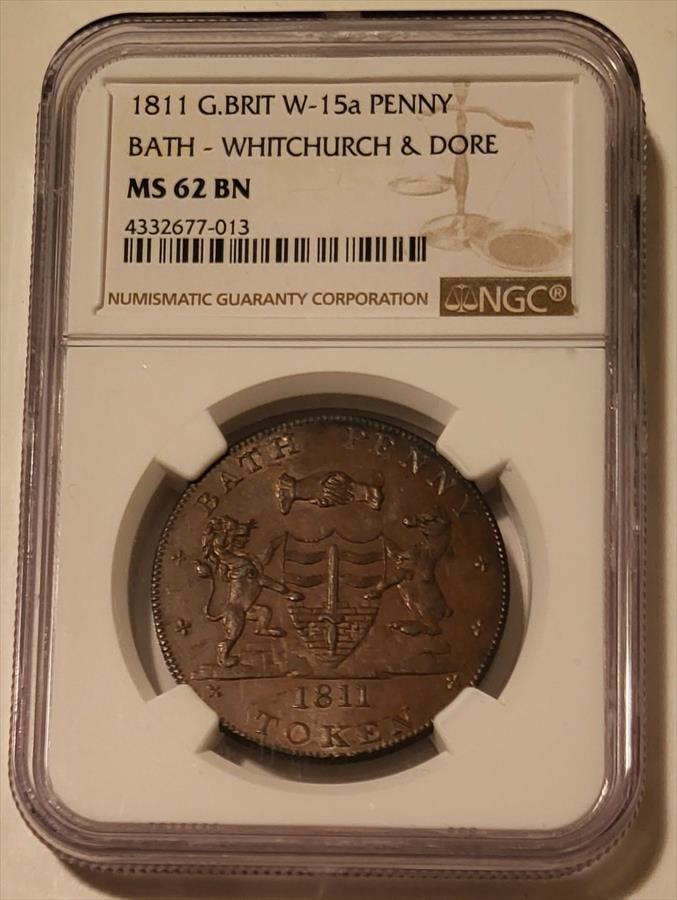 1811 G.BRIT W-15a PENNY
BATH - WHITCHURCH & DORE
MS 62 BN
4332677-013
NUMISMATIC GUARANTY CORPORATION NGC®
BATH PENNY
1811
TOKEN